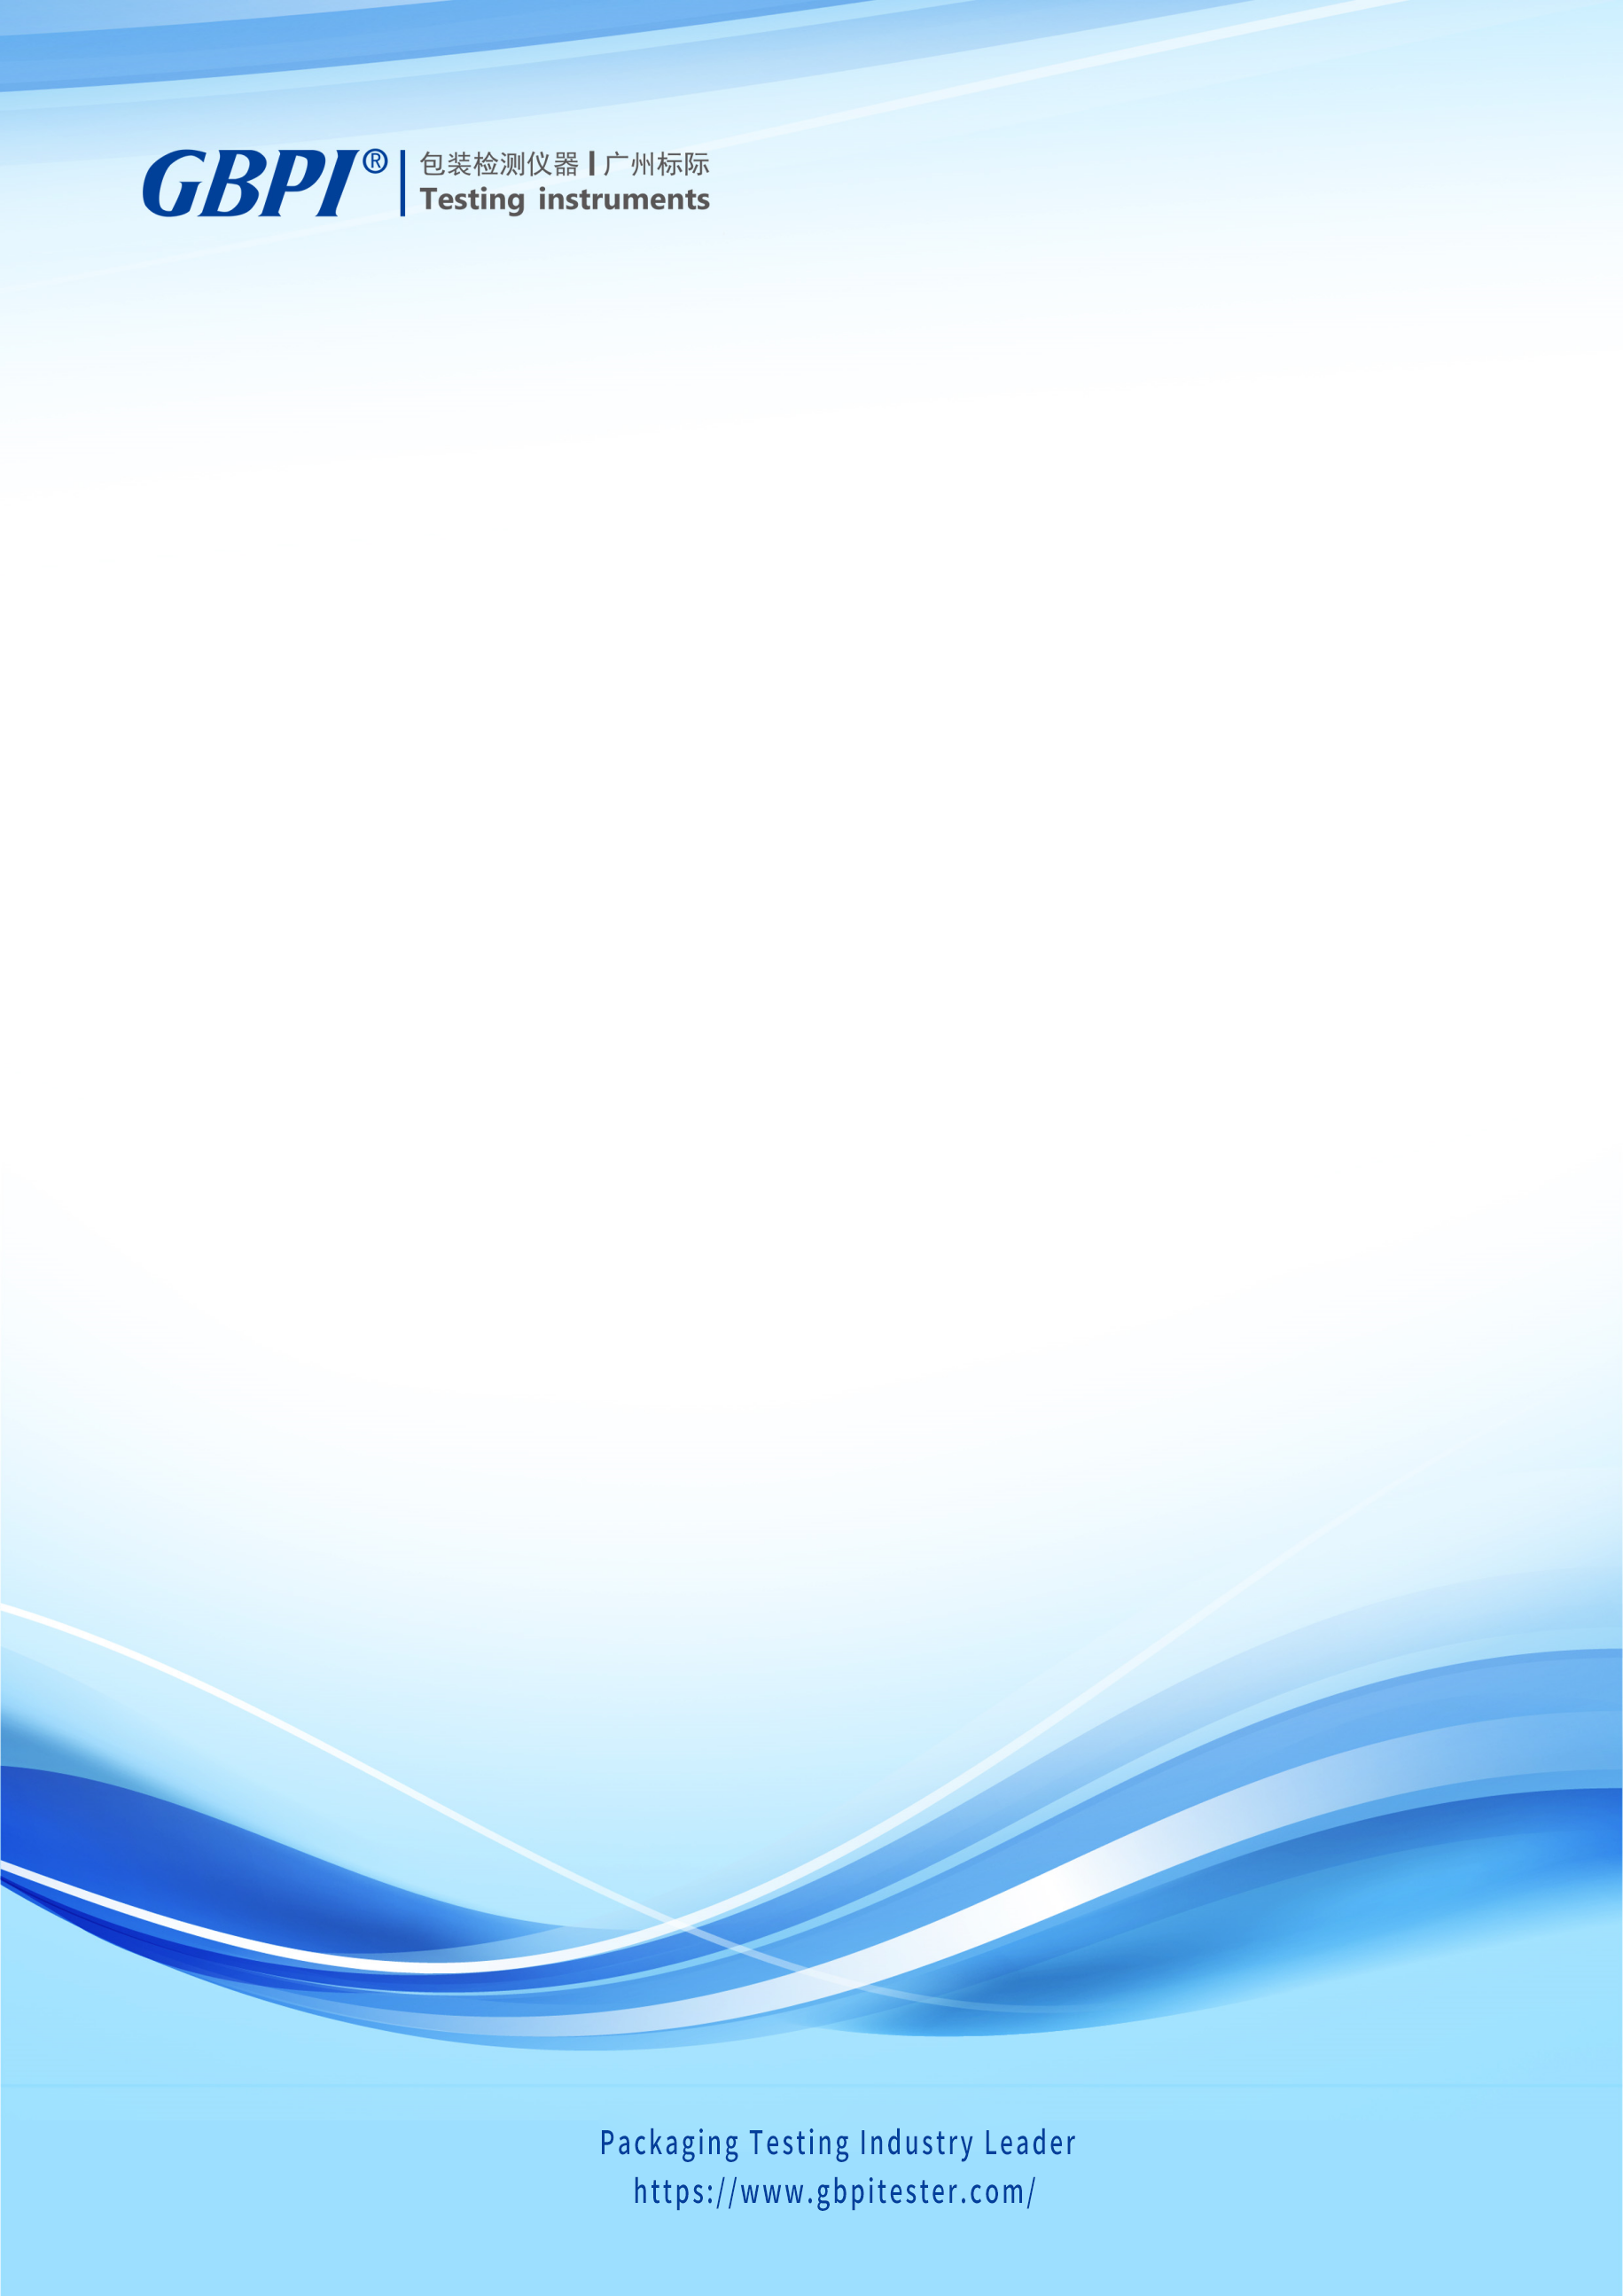 GBPI® 包装检测仪器 | 广州标际
Testing instruments
Packaging Testing Industry Leader
https://www.gbpitester.com/